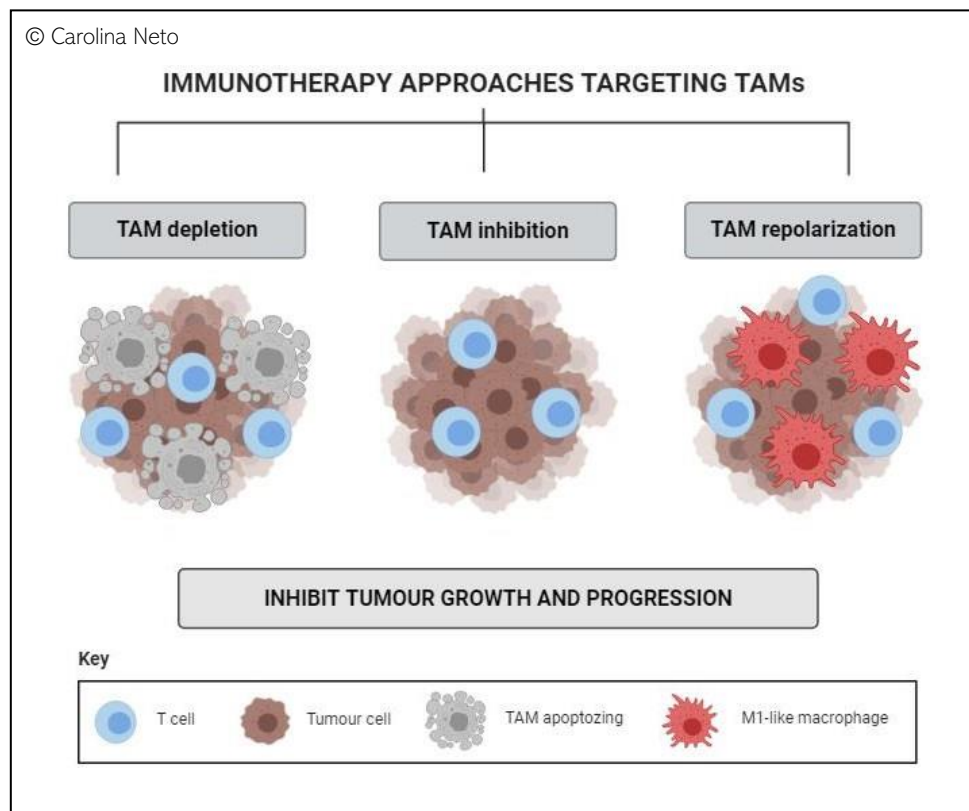 © Carolina Neto
IMMUNOTHERAPY APPROACHES TARGETING TAMs
TAM depletion
TAM inhibition
TAM repolarization
INHIBIT TUMOUR GROWTH AND PROGRESSION
Key
T cell
Tumour cell
TAM apoptozing
M1-like macrophage